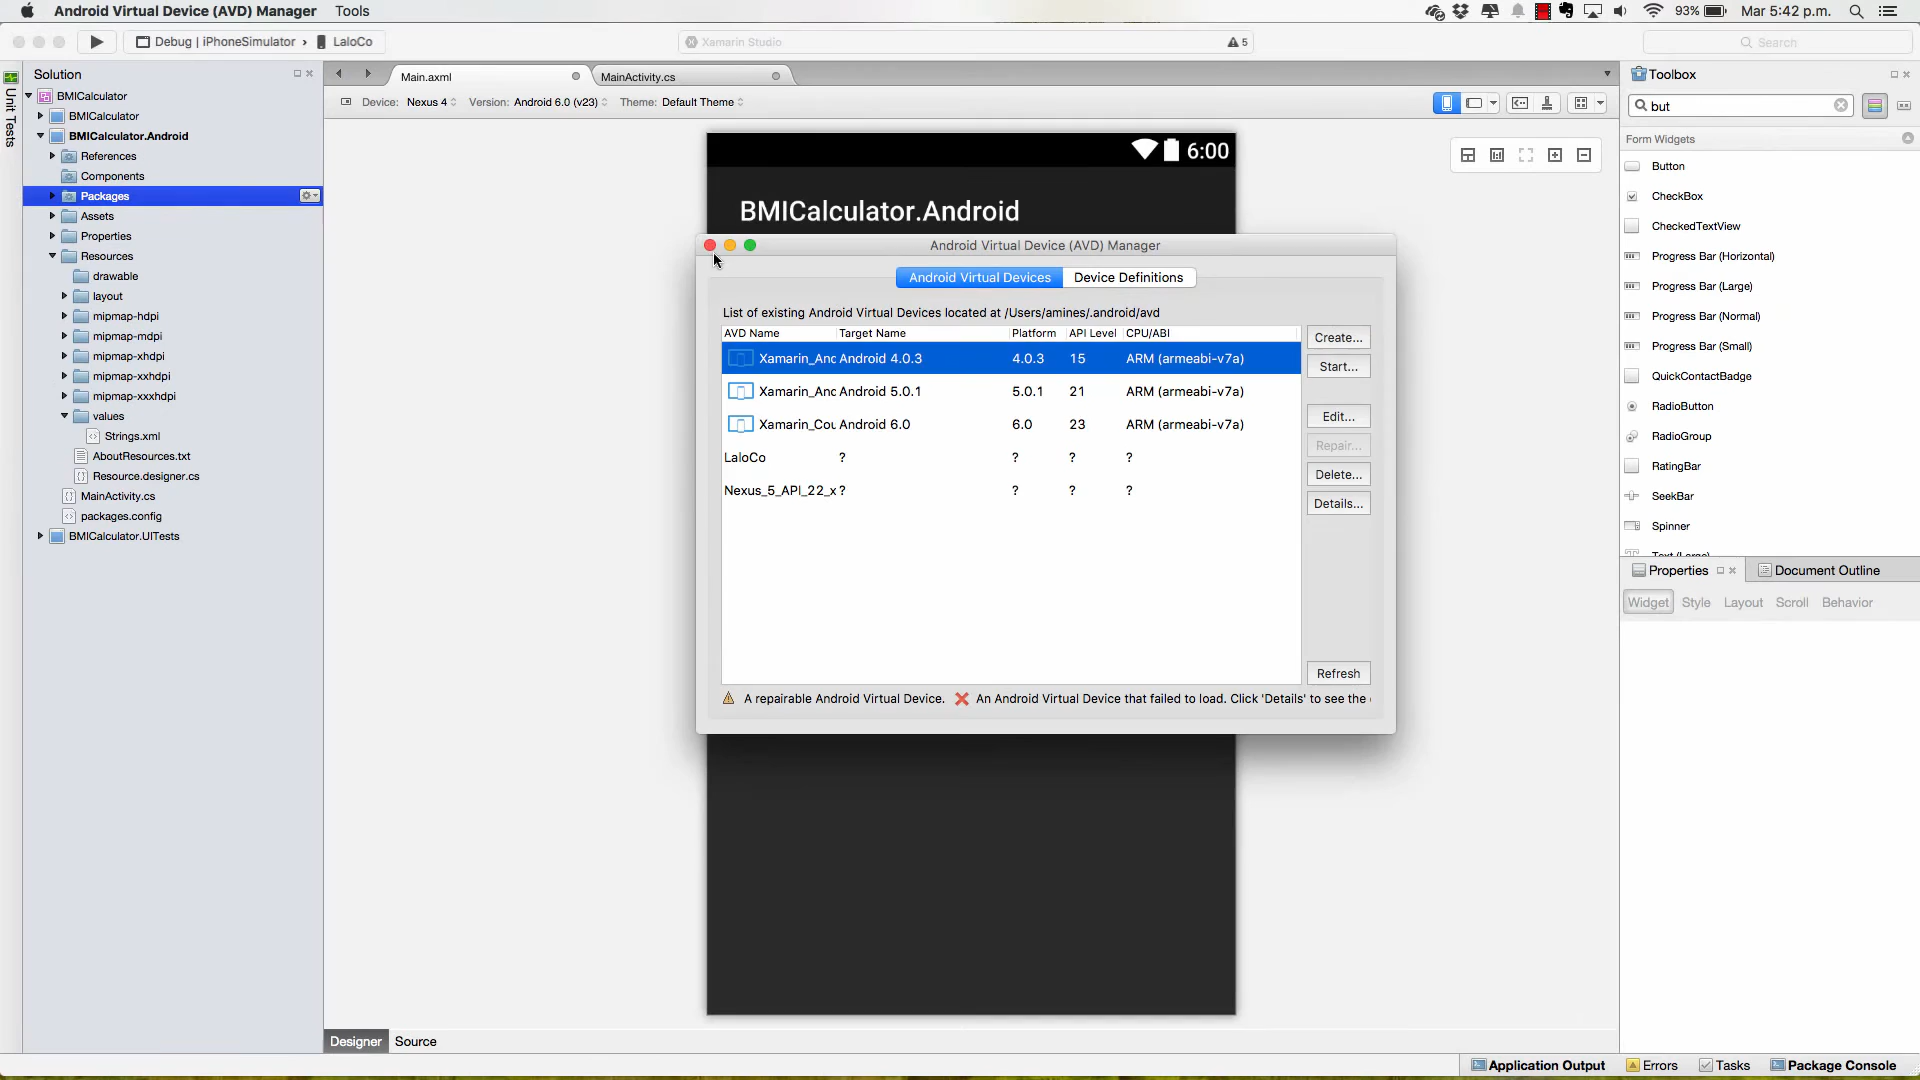 Android Virtual Device (AVD) Manager Tools 93% Mar 5:42 p.m.
Debug | iPhoneSimulator › LaloCo Xamarin Studio 5 Search
Unit Tests
Solution
BMICalculator
BMICalculator
BMICalculator.Android
References
Components
Packages
Assets
Properties
Resources
drawable
layout
mipmap-hdpi
mipmap-mdpi
mipmap-xhdpi
mipmap-xxhdpi
mipmap-xxxhdpi
values
Strings.xml
AboutResources.txt
Resource.designer.cs
MainActivity.cs
packages.config
BMICalculator.UITests
Main.axml MainActivity.cs
Device: Nexus 4 Version: Android 6.0 (v23) Theme: Default Theme
6:00
BMICalculator.Android
Android Virtual Device (AVD) Manager
Android Virtual Devices Device Definitions
List of existing Android Virtual Devices located at /Users/amines/.android/avd
AVD Name Target Name Platform API Level CPU/ABI
Xamarin_Anc Android 4.0.3 4.0.3 15 ARM (armeabi-v7a)
Xamarin_Anc Android 5.0.1 5.0.1 21 ARM (armeabi-v7a)
Xamarin_Cou Android 6.0 6.0 23 ARM (armeabi-v7a)
LaloCo ? ? ? ?
Nexus_5_API_22_x ? ? ? ?
Create...
Start...
Edit...
Repair...
Delete...
Details...
Refresh
A repairable Android Virtual Device. An Android Virtual Device that failed to load. Click 'Details' to see the
Designer Source
Toolbox
but
Form Widgets
Button
CheckBox
CheckedTextView
Progress Bar (Horizontal)
Progress Bar (Large)
Progress Bar (Normal)
Progress Bar (Small)
QuickContactBadge
RadioButton
RadioGroup
RatingBar
SeekBar
Spinner
Text (Large)
Properties Document Outline
Widget Style Layout Scroll Behavior
Application Output Errors Tasks Package Console